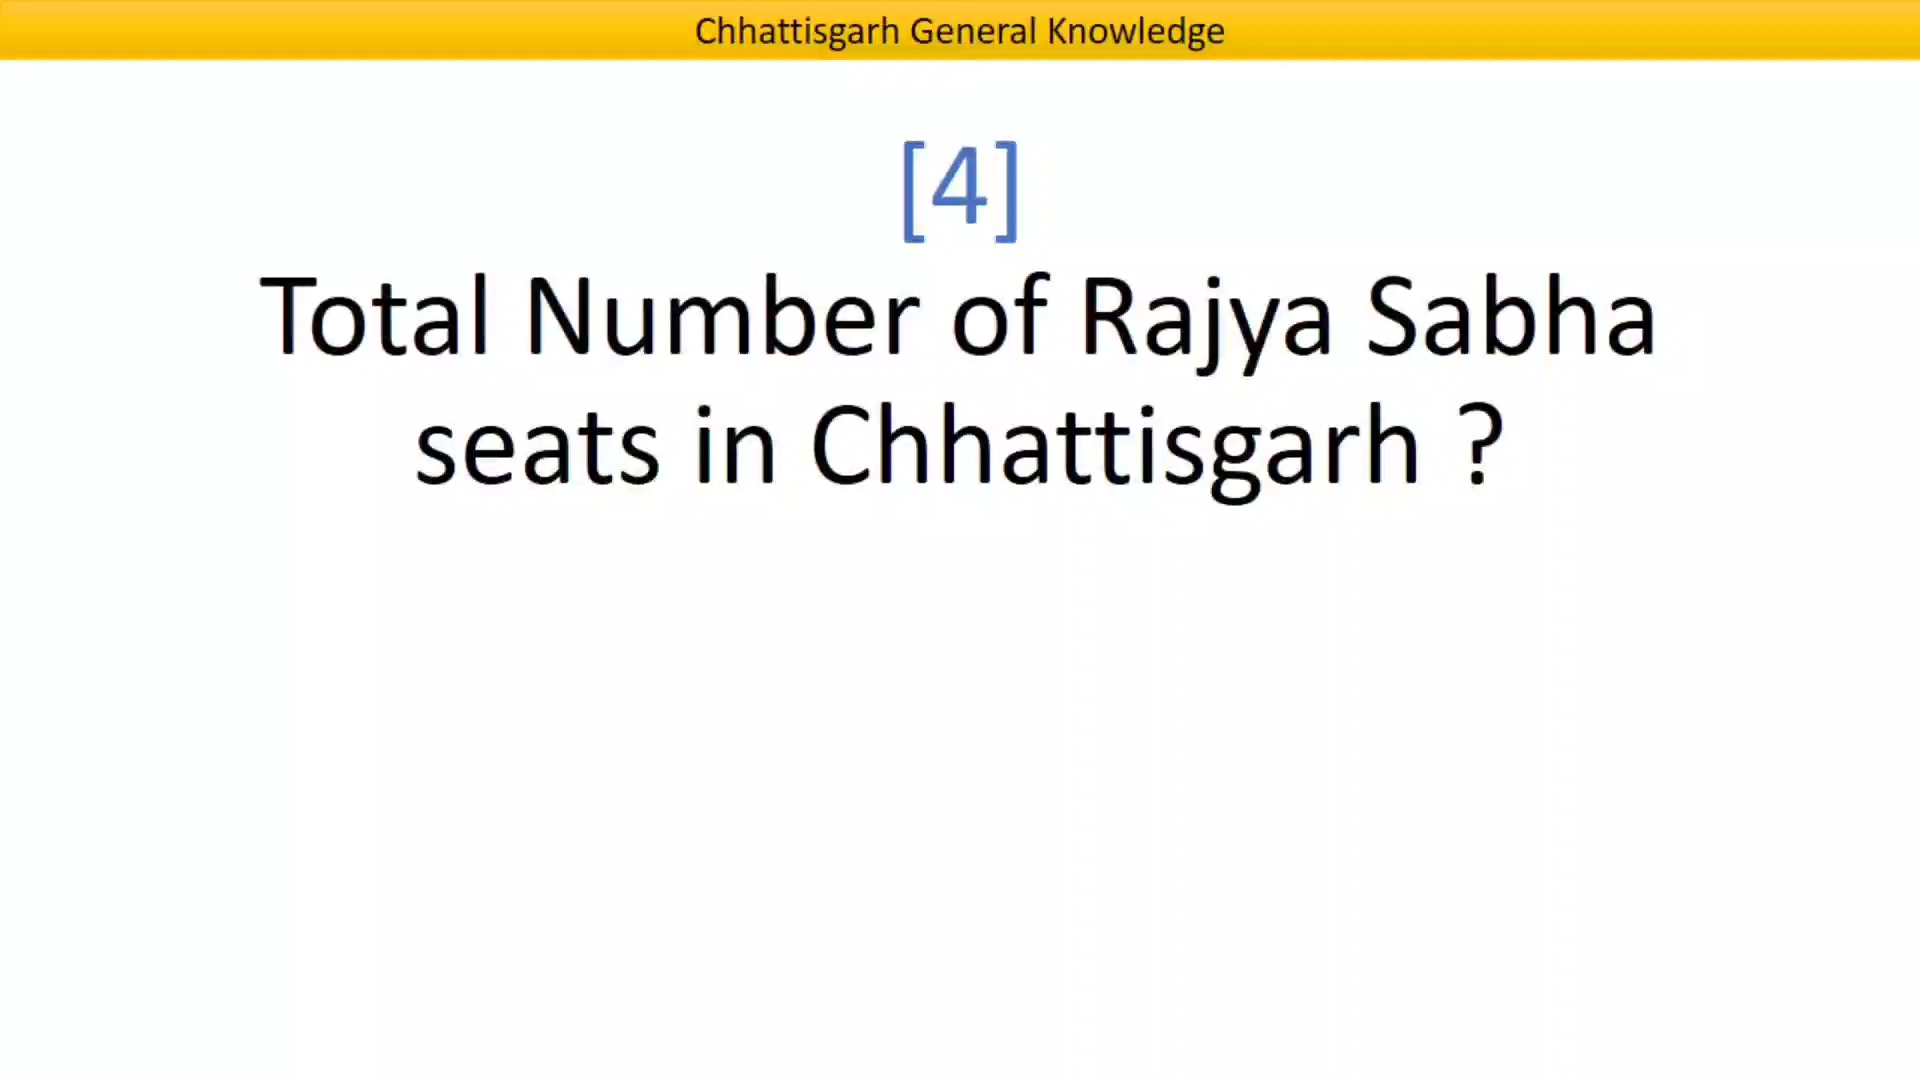 Chhattisgarh General Knowledge
[4]
Total Number of Rajya Sabha
seats in Chhattisgarh ?